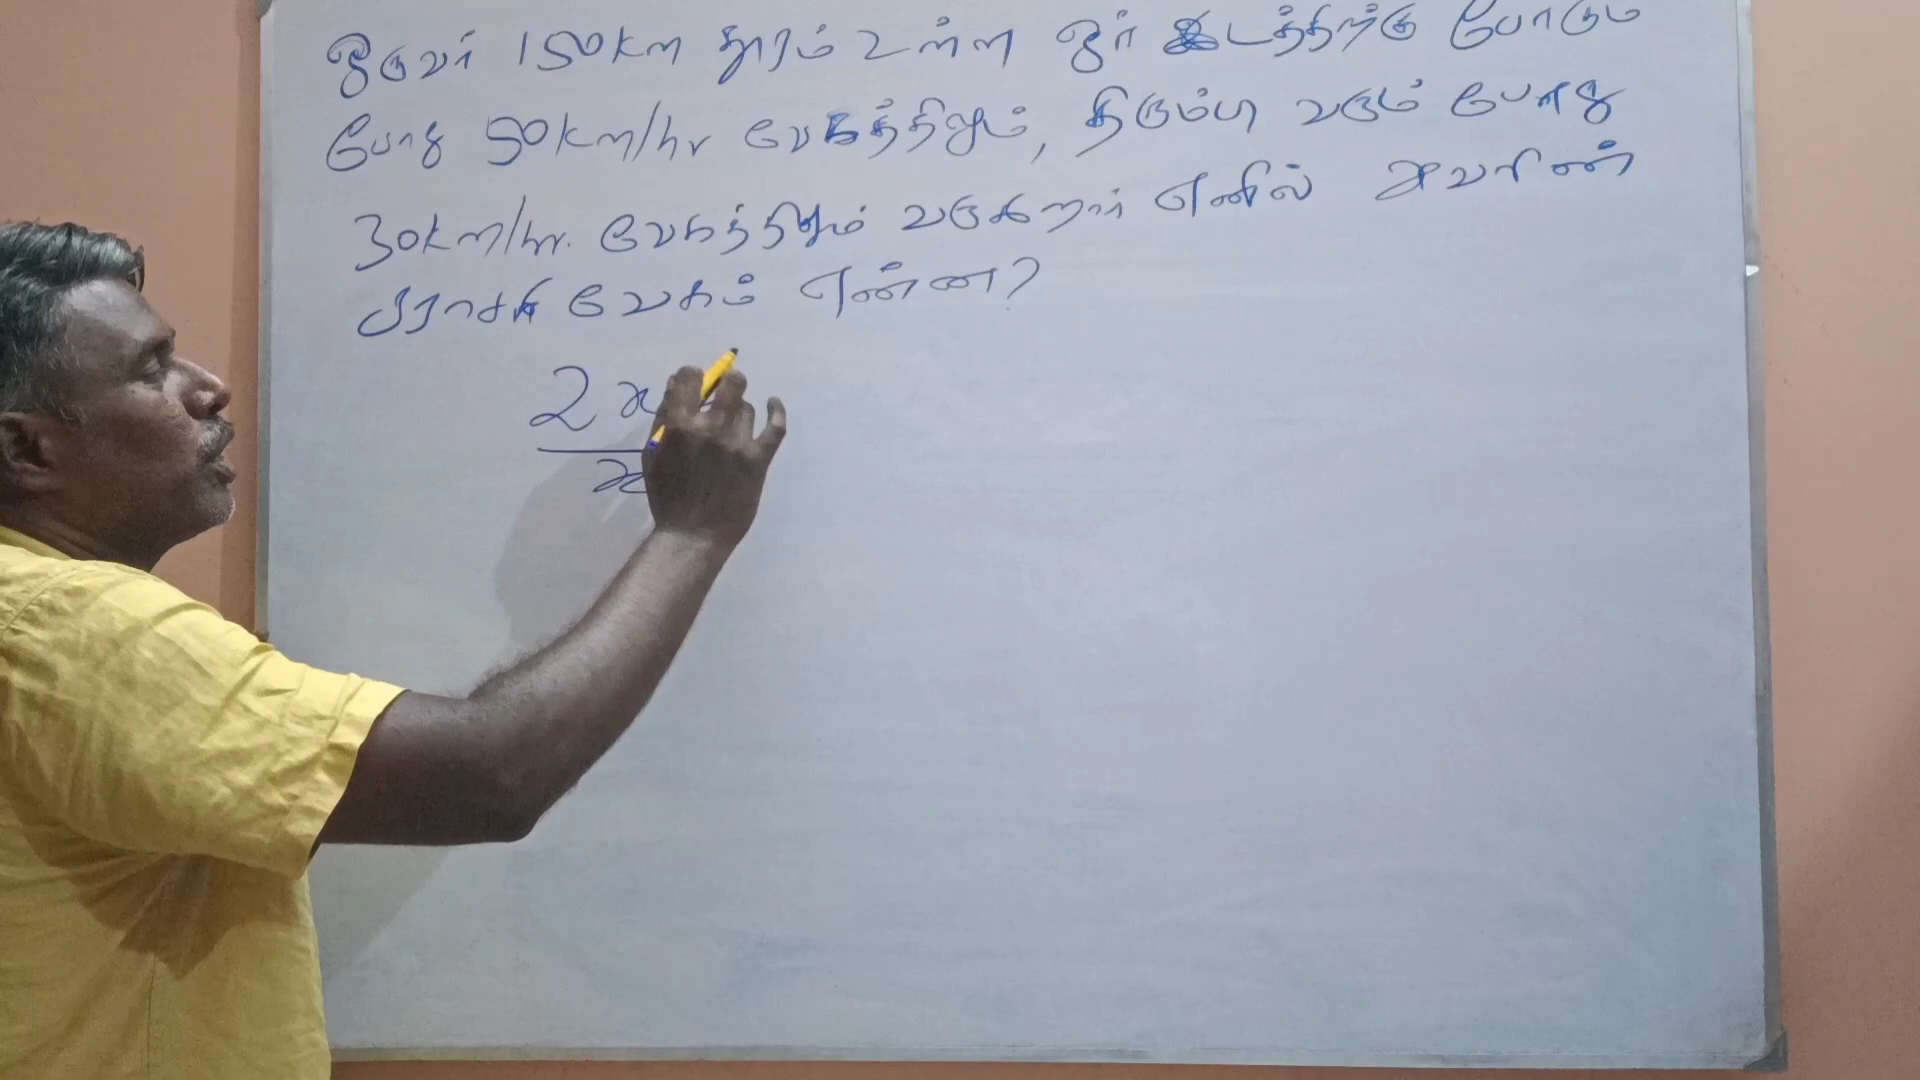 ஒருவர் 150km தூரம் உள்ள ஓர் இடத்திற்கு போகும்
போது 50km/hr வேகத்திலும், திரும்பி வரும் போது
30km/hr. வேகத்திலும் வருகிறார் எனில் அவரின்
சராசரி வேகம் என்ன?
2x
x